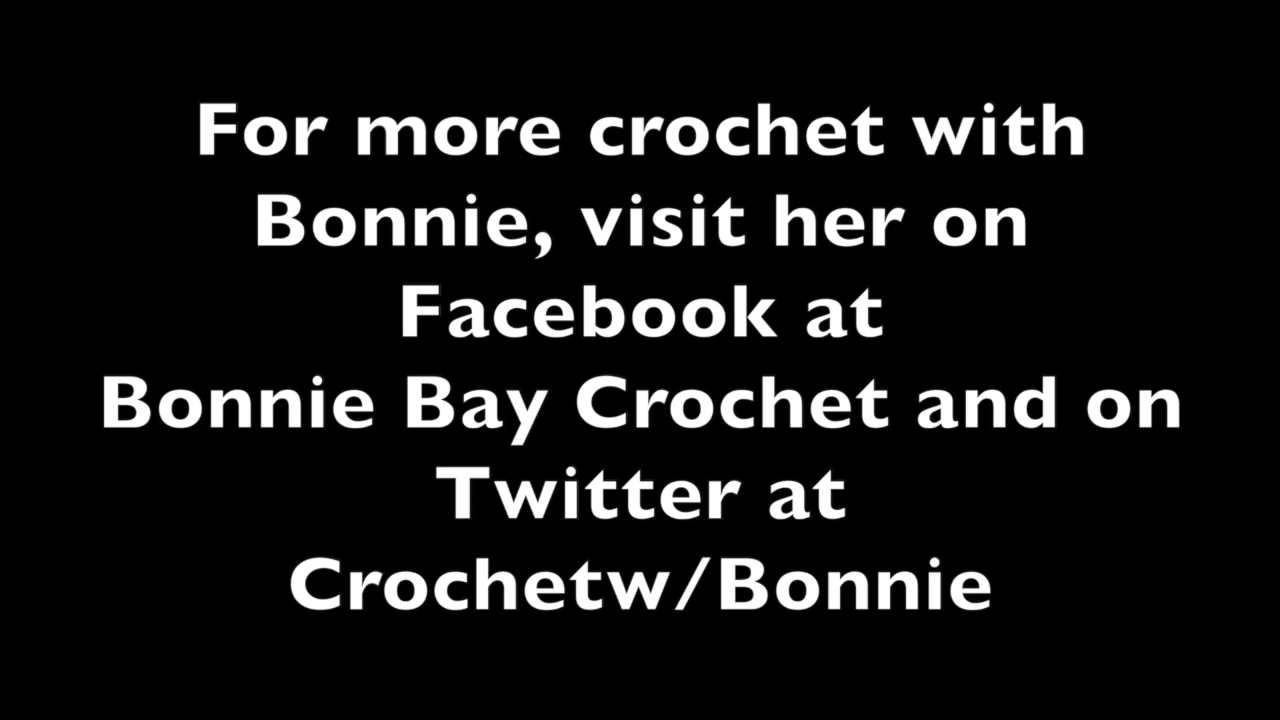 For more crochet with
Bonnie, visit her on
Facebook at
Bonnie Bay Crochet and on
Twitter at
Crochetw/Bonnie